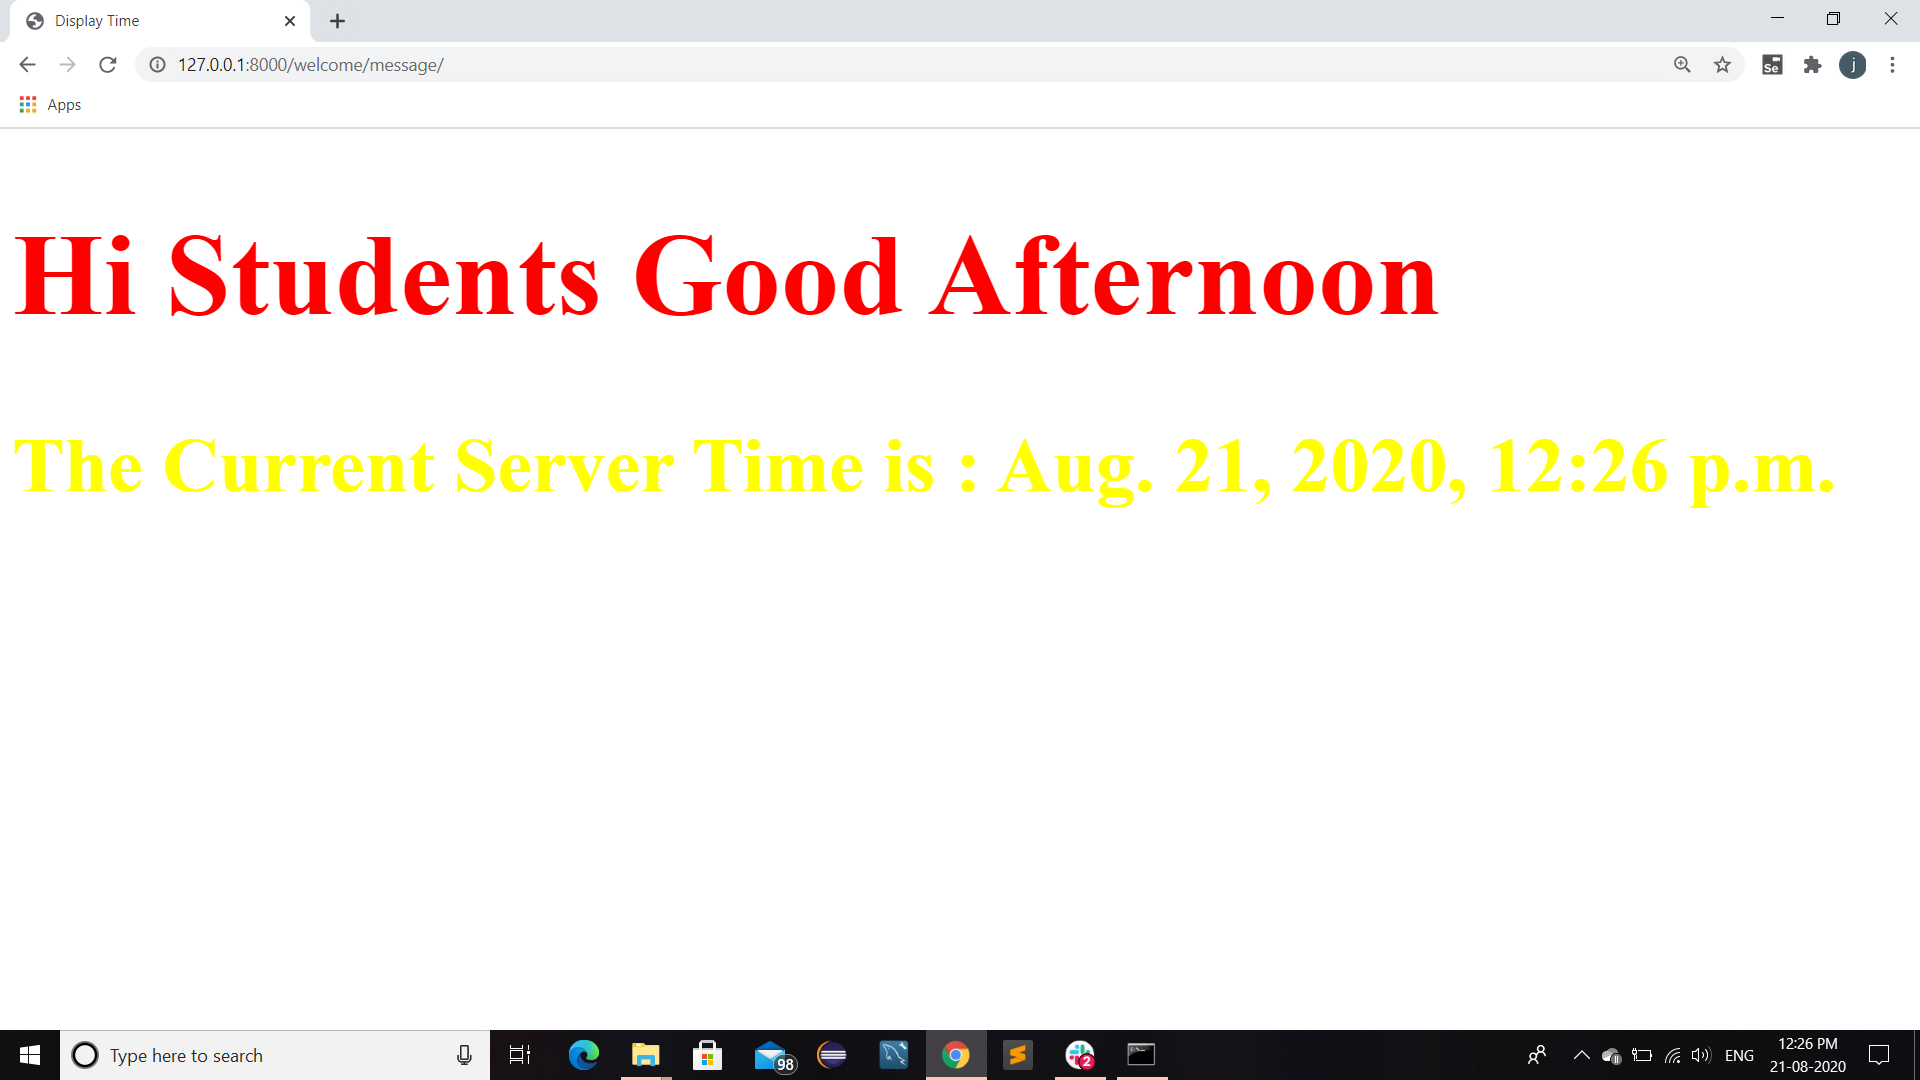 Display Time
127.0.0.1:8000/welcome/message/
Se
j
Apps
Hi Students Good Afternoon
The Current Server Time is : Aug. 21, 2020, 12:26 p.m.
Type here to search
98
2
ENG
12:26 PM
21-08-2020